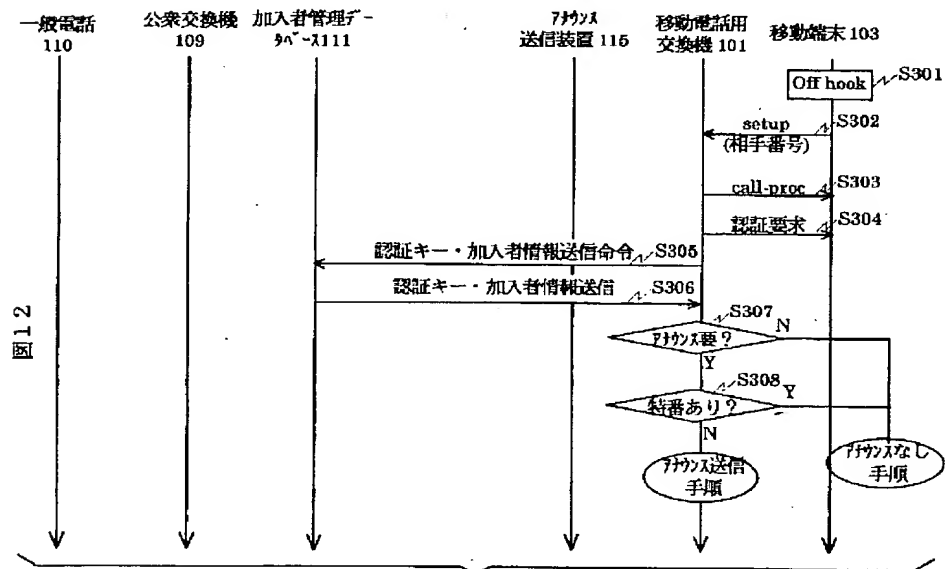 一般電話
110
公衆交換機
109
加入者管理デー
タベース111
アナウンス
送信装置 115
移動電話用
交換機 101
移動端末 103
Off hook
S301
setup
(相手番号)
S302
call-proc
S303
認証要求
S304
認証キー・加入者情報送信命令
S305
認証キー・加入者情報送信
S306
S307
アナウンス要?
N
Y
S308
特番あり?
Y
N
アナウンス送信
手順
アナウンスなし
手順
図12